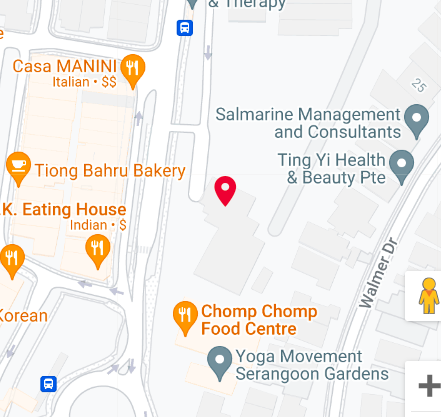 & Therapy
e
Casa MANINI
Italian • $$
25
Salmarine Management
and Consultants
Ting Yi Health
& Beauty Pte
Tiong Bahru Bakery
.K. Eating House
Indian • $
Walmer Dr
Korean
Chomp Chomp
Food Centre
Yoga Movement
Serangoon Gardens